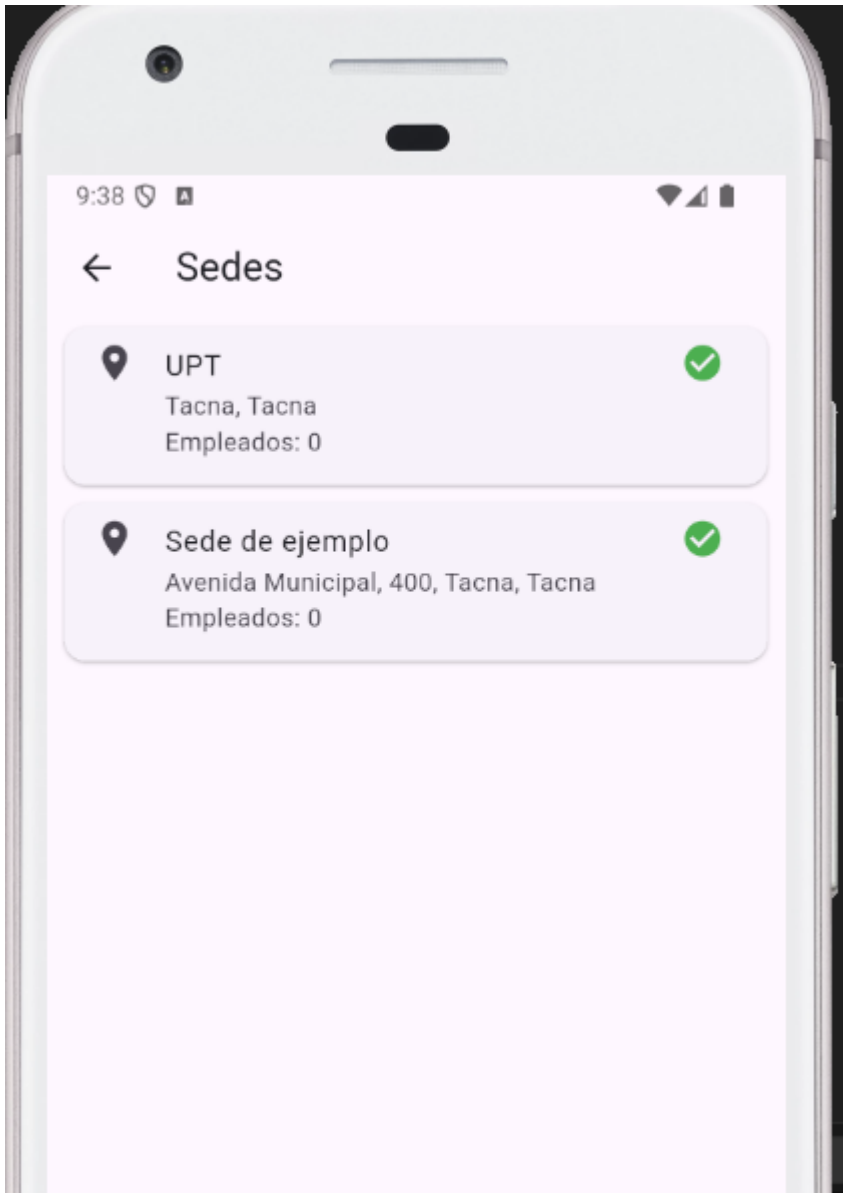 9:38
Sedes
UPT
Tacna, Tacna
Empleados: 0
Sede de ejemplo
Avenida Municipal, 400, Tacna, Tacna
Empleados: 0